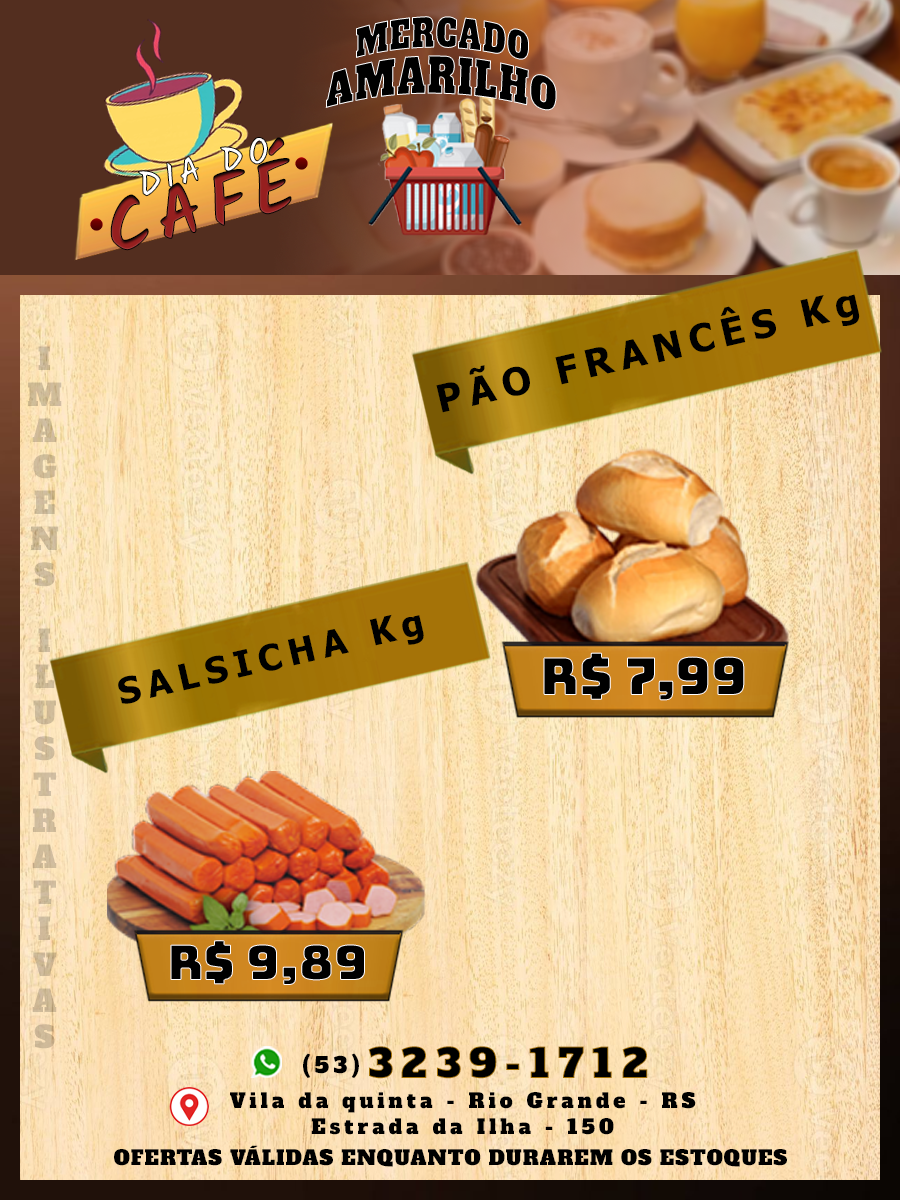 MERCADO
AMARILHO
DIA DO
CAFÉ
PÃO FRANCÊS Kg
R$ 7,99
SALSICHA Kg
R$ 9,89
IMAGENS ILUSTRATIVAS
(53) 3239-1712
Vila da quinta - Rio Grande - RS
Estrada da Ilha - 150
OFERTAS VÁLIDAS ENQUANTO DURAREM OS ESTOQUES